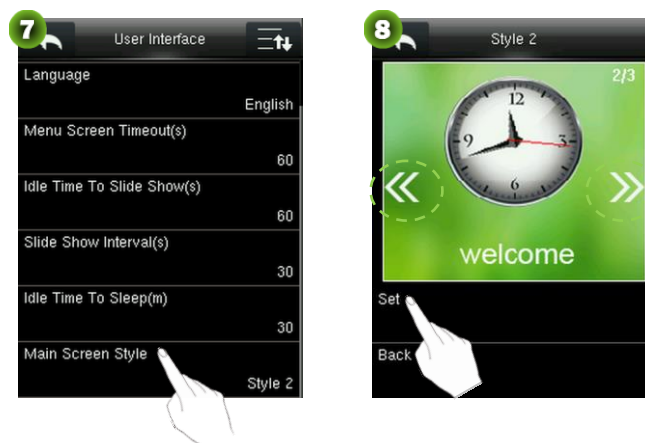 7
User Interface
Language
English
Menu Screen Timeout(s)
60
Idle Time To Slide Show(s)
60
Slide Show Interval(s)
30
Idle Time To Sleep(m)
30
Main Screen Style
Style 2
8
Style 2
2/3
12
9
3
6
welcome
Set
Back